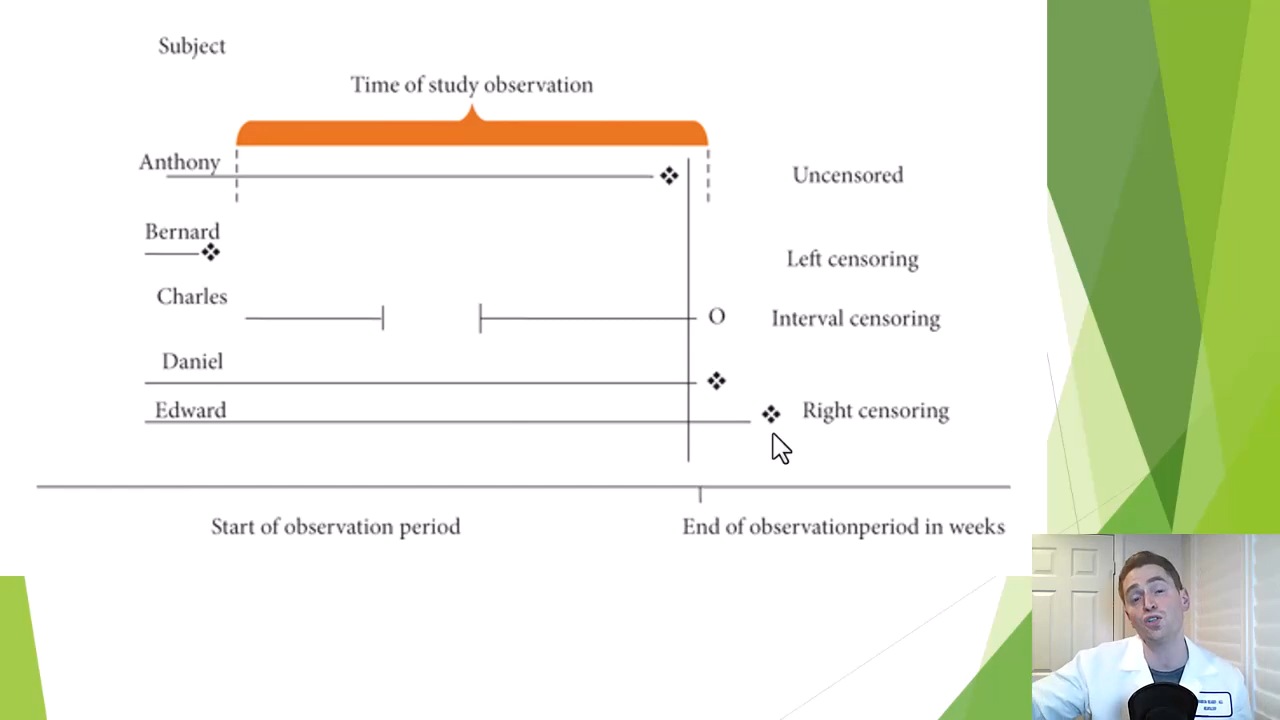 Subject
Time of study observation
Anthony
Uncensored
Bernard
Left censoring
Charles
O
Interval censoring
Daniel
Edward
Right censoring
Start of observation period
End of observationperiod in weeks